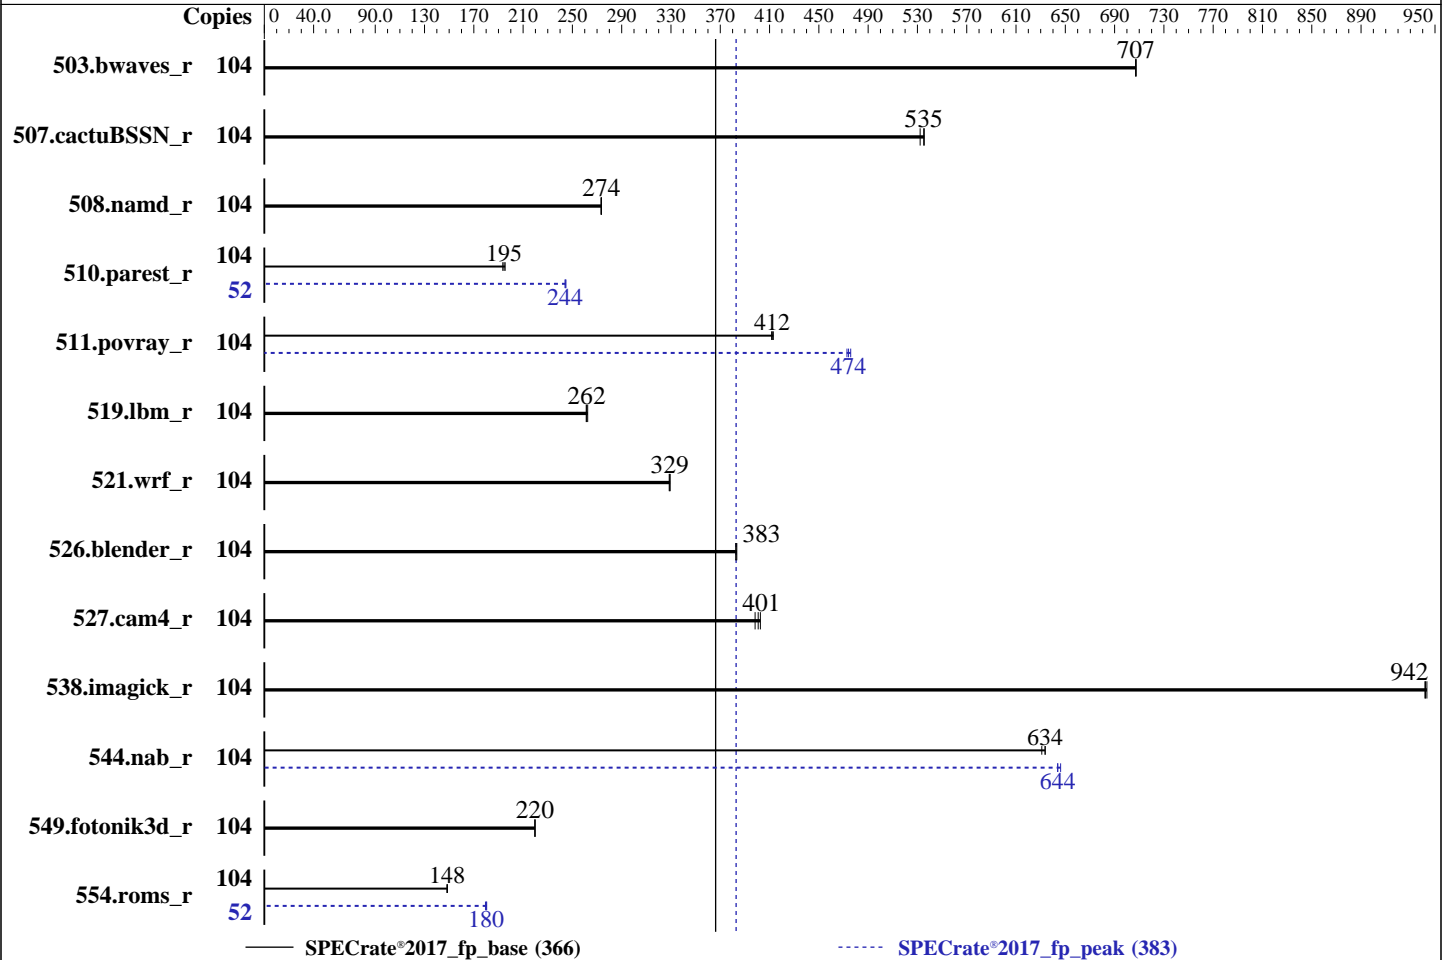 Copies 0 40.0 90.0 130 170 210 250 290 330 370 410 450 490 530 570 610 650 690 730 770 810 850 890 950
503.bwaves_r 104 707
507.cactuBSSN_r 104 535
508.namd_r 104 274
510.parest_r 104 195
52 244
511.povray_r 104 412
474
519.lbm_r 104 262
521.wrf_r 104 329
526.blender_r 104 383
527.cam4_r 104 401
538.imagick_r 104 942
544.nab_r 104 634
644
549.fotonik3d_r 104 220
554.roms_r 104 148
52 180
SPECrate®2017_fp_base (366) SPECrate®2017_fp_peak (383)